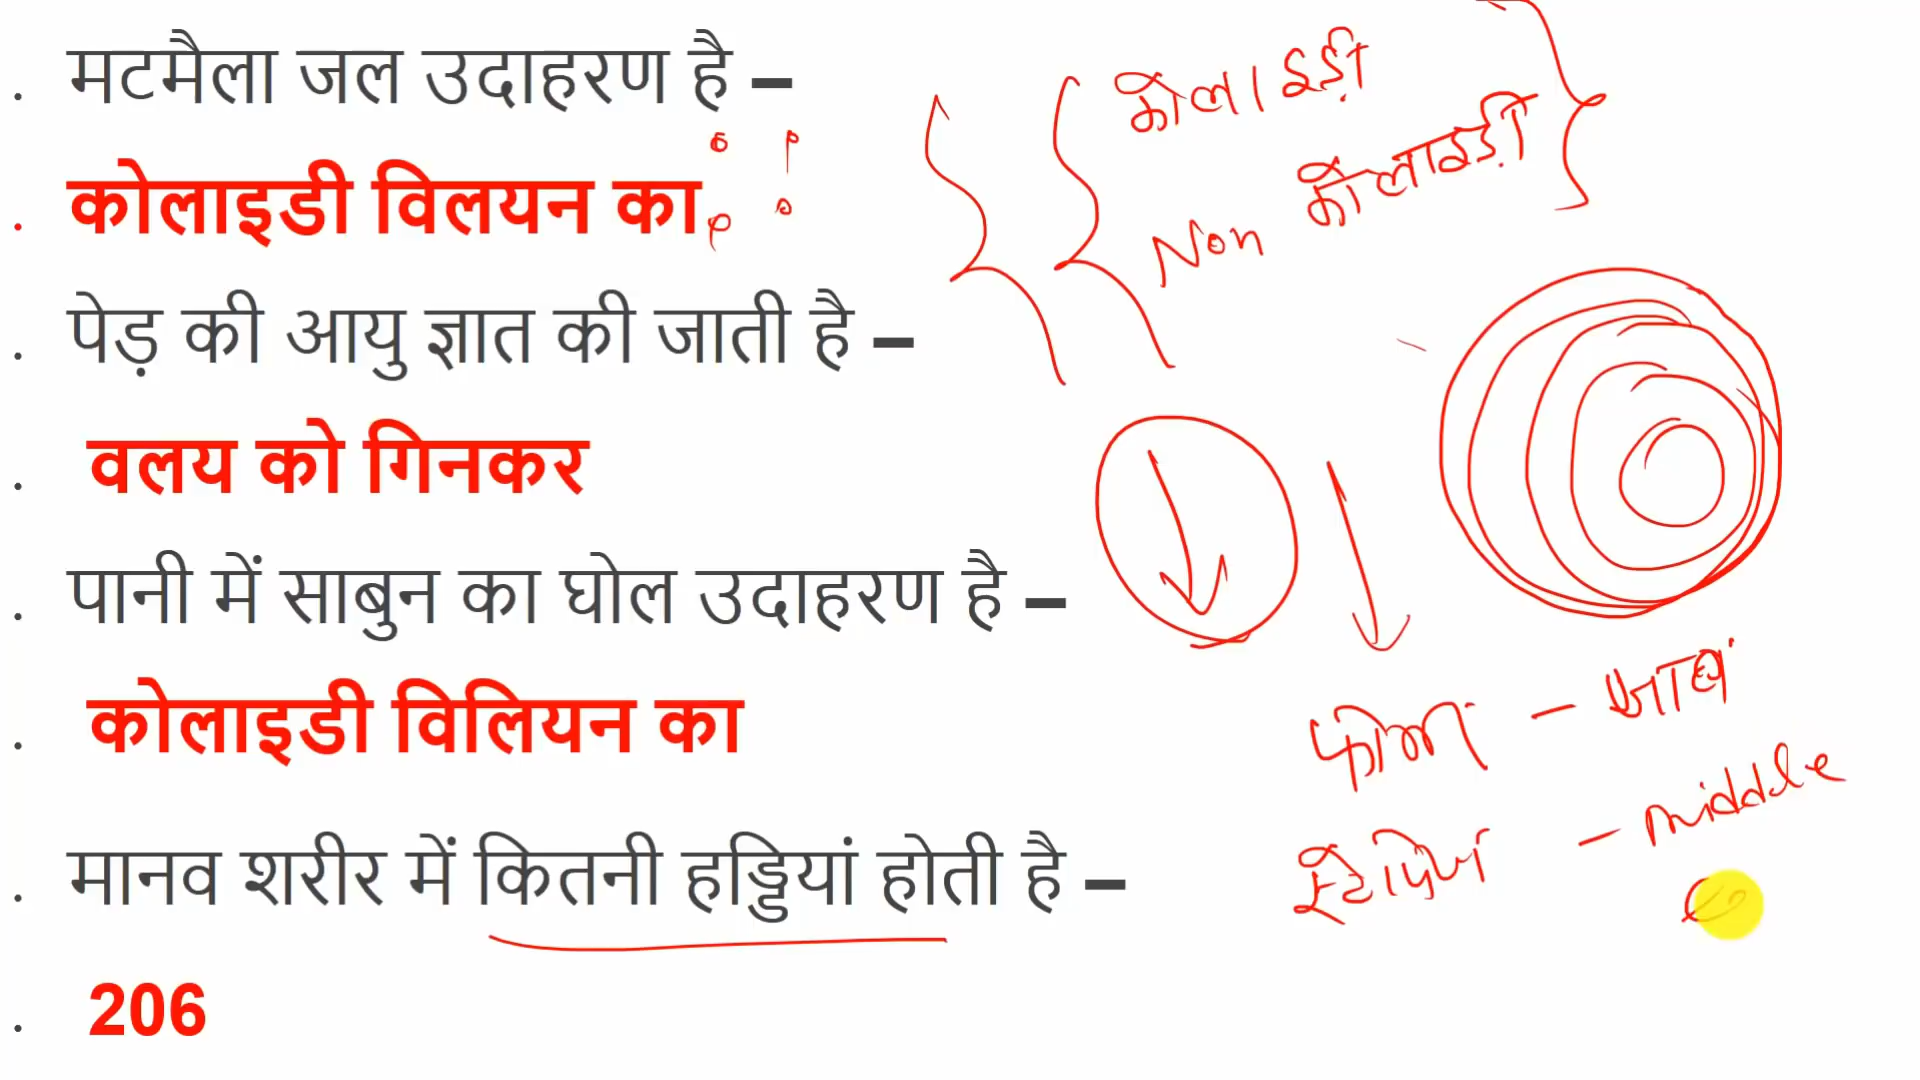 . मटमैला जल उदाहरण है –
. कोलाइडी विलयन का
. पेड़ की आयु ज्ञात की जाती है –
. वलय को गिनकर
. पानी में साबुन का घोल उदाहरण है –
. कोलाइडी विलियन का
. मानव शरीर में कितनी हड्डियां होती है –
. 206
कोलाइडी
Non कोलाइडी
– जांघ
– middle